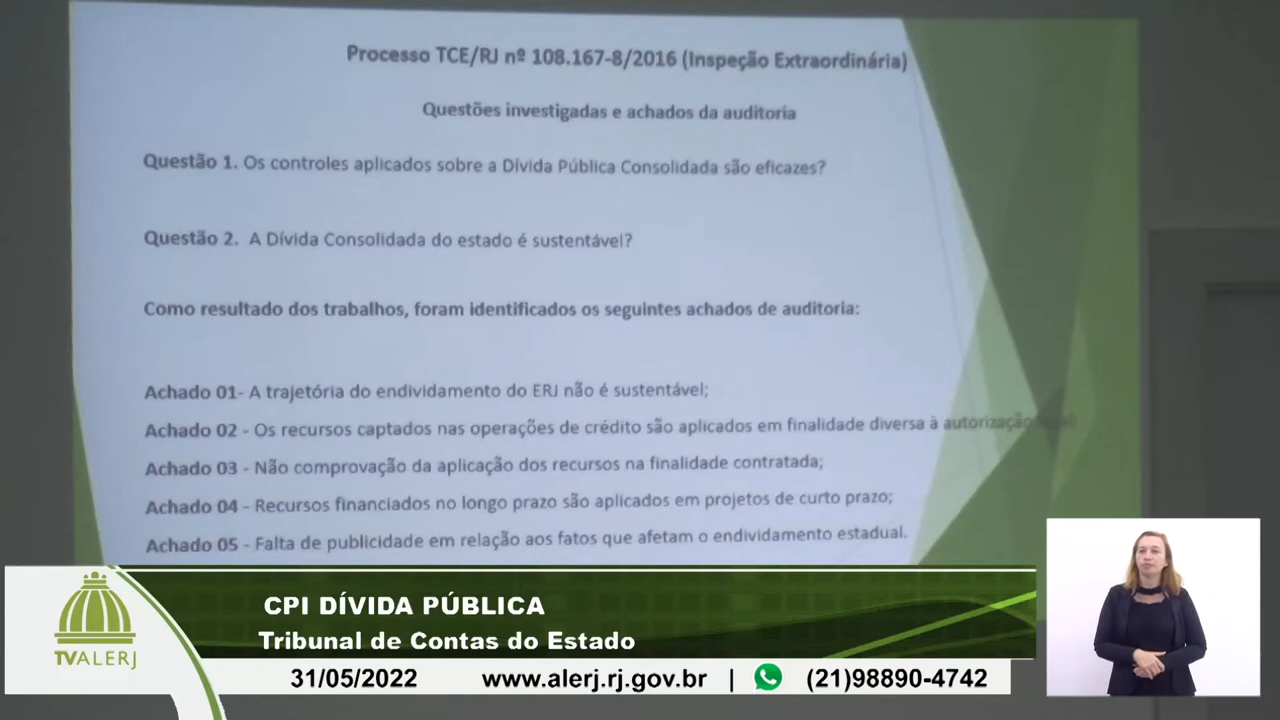 Processo TCE/RJ nº 108.167-8/2016 (Inspeção Extraordinária)
Questões investigadas e achados da auditoria
Questão 1. Os controles aplicados sobre a Dívida Pública Consolidada são eficazes?
Questão 2. A Dívida Consolidada do estado é sustentável?
Como resultado dos trabalhos, foram identificados os seguintes achados de auditoria:
Achado 01- A trajetória do endividamento do ERJ não é sustentável;
Achado 02 - Os recursos captados nas operações de crédito são aplicados em finalidade diversa à autorização
Achado 03 - Não comprovação da aplicação dos recursos na finalidade contratada;
Achado 04 - Recursos financiados no longo prazo são aplicados em projetos de curto prazo;
Achado 05 - Falta de publicidade em relação aos fatos que afetam o endividamento estadual.
CPI DÍVIDA PÚBLICA
Tribunal de Contas do Estado
TVALERJ
31/05/2022 www.alerj.rj.gov.br | (21)98890-4742